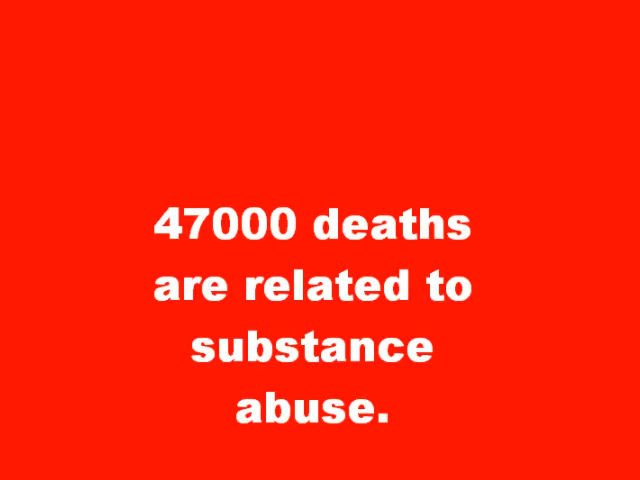 47000 deaths
are related to
substance
abuse.